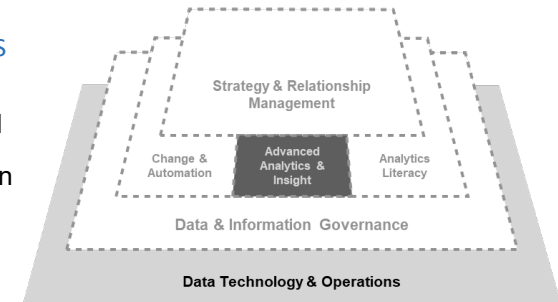 Strategy & Relationship
Management
Change &
Automation
Advanced
Analytics &
Insight
Analytics
Literacy
Data & Information Governance
Data Technology & Operations